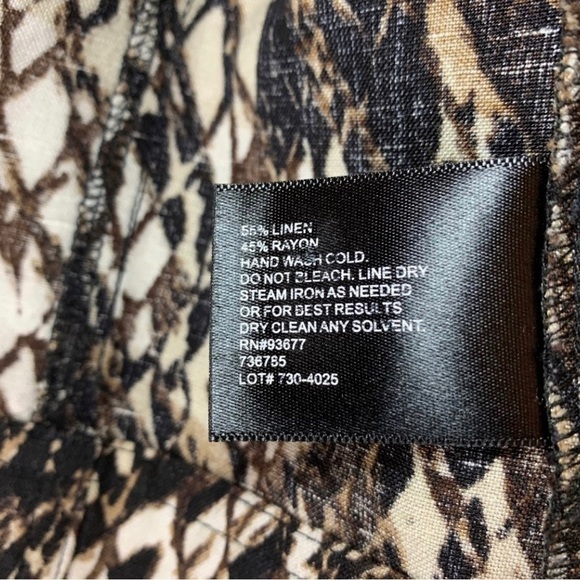 55% LINEN
45% RAYON
HAND WASH COLD.
DO NOT BLEACH. LINE DRY
STEAM IRON AS NEEDED
OR FOR BEST RESULTS
DRY CLEAN ANY SOLVENT.
RN#93677
736785
LOT# 730-4025